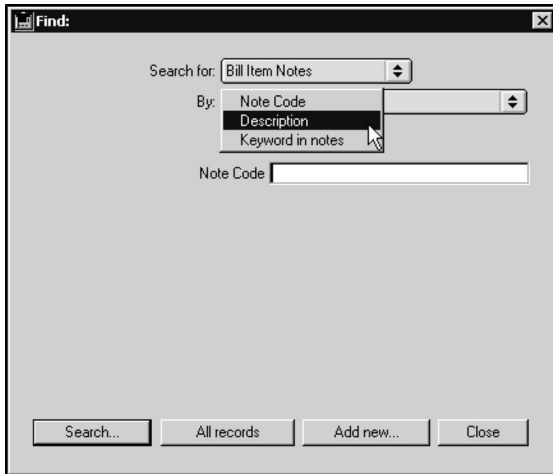 Find:
Search for: Bill Item Notes
By: Note Code
Description
Keyword in notes
Note Code
Search... All records Add new... Close